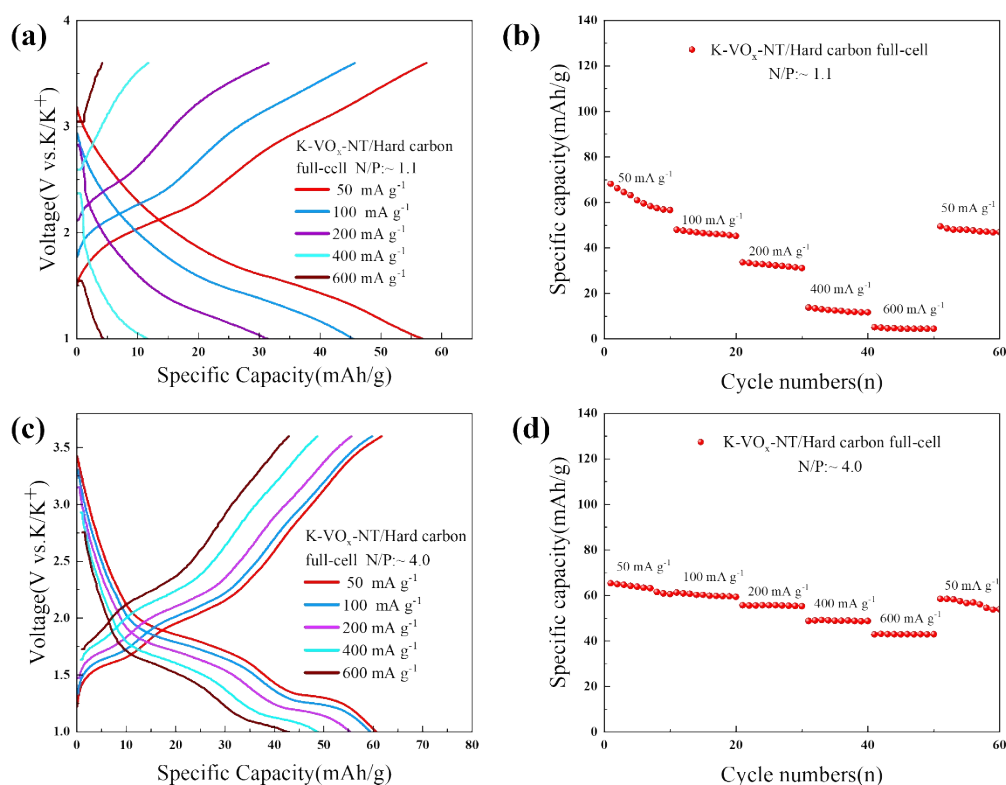 (a)
4
3
2
1
Voltage(V vs.K/K⁺)
K-VOₓ-NT/Hard carbon
full-cell N/P:~ 1.1
50 mA g⁻¹
100 mA g⁻¹
200 mA g⁻¹
400 mA g⁻¹
600 mA g⁻¹
0 10 20 30 40 50 60
Specific Capacity(mAh/g)
(b)
140
120
100
80
60
40
20
0
Specific capacity(mAh/g)
K-VOₓ-NT/Hard carbon full-cell
N/P:~ 1.1
50 mA g⁻¹
100 mA g⁻¹
200 mA g⁻¹
400 mA g⁻¹
600 mA g⁻¹
50 mA g⁻¹
0 20 40 60
Cycle numbers(n)
(c)
3.5
3.0
2.5
2.0
1.5
1.0
Voltage(V vs.K/K⁺)
K-VOₓ-NT/Hard carbon
full-cell N/P:~ 4.0
50 mA g⁻¹
100 mA g⁻¹
200 mA g⁻¹
400 mA g⁻¹
600 mA g⁻¹
0 10 20 30 40 50 60 70 80
Specific Capacity(mAh/g)
(d)
140
120
100
80
60
40
20
0
Specific capacity(mAh/g)
K-VOₓ-NT/Hard carbon full-cell
N/P:~ 4.0
50 mA g⁻¹
100 mA g⁻¹
200 mA g⁻¹
400 mA g⁻¹
600 mA g⁻¹
50 mA g⁻¹
0 20 40 60
Cycle numbers(n)